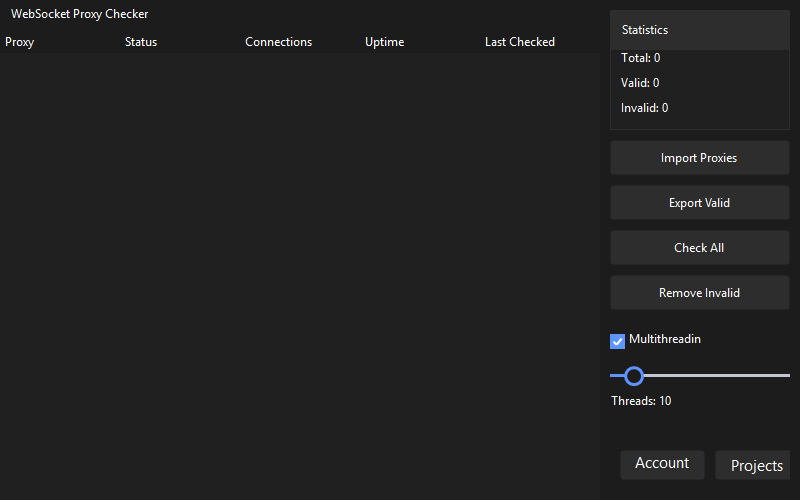 WebSocket Proxy Checker
Proxy Status Connections Uptime Last Checked
Statistics
Total: 0
Valid: 0
Invalid: 0
Import Proxies
Export Valid
Check All
Remove Invalid
Multithreadin
Threads: 10
Account Projects